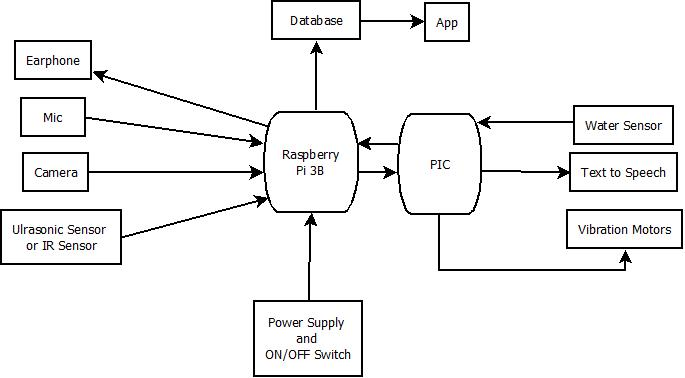 Database
App
Earphone
Mic
Camera
Ulrasonic Sensor
or IR Sensor
Raspberry
Pi 3B
PIC
Water Sensor
Text to Speech
Vibration Motors
Power Supply
and
ON/OFF Switch